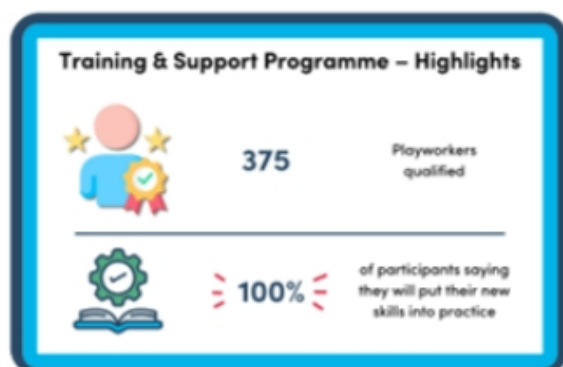 Training & Support Programme – Highlights
375
Playworkers
qualified
100%
of participants saying
they will put their new
skills into practice